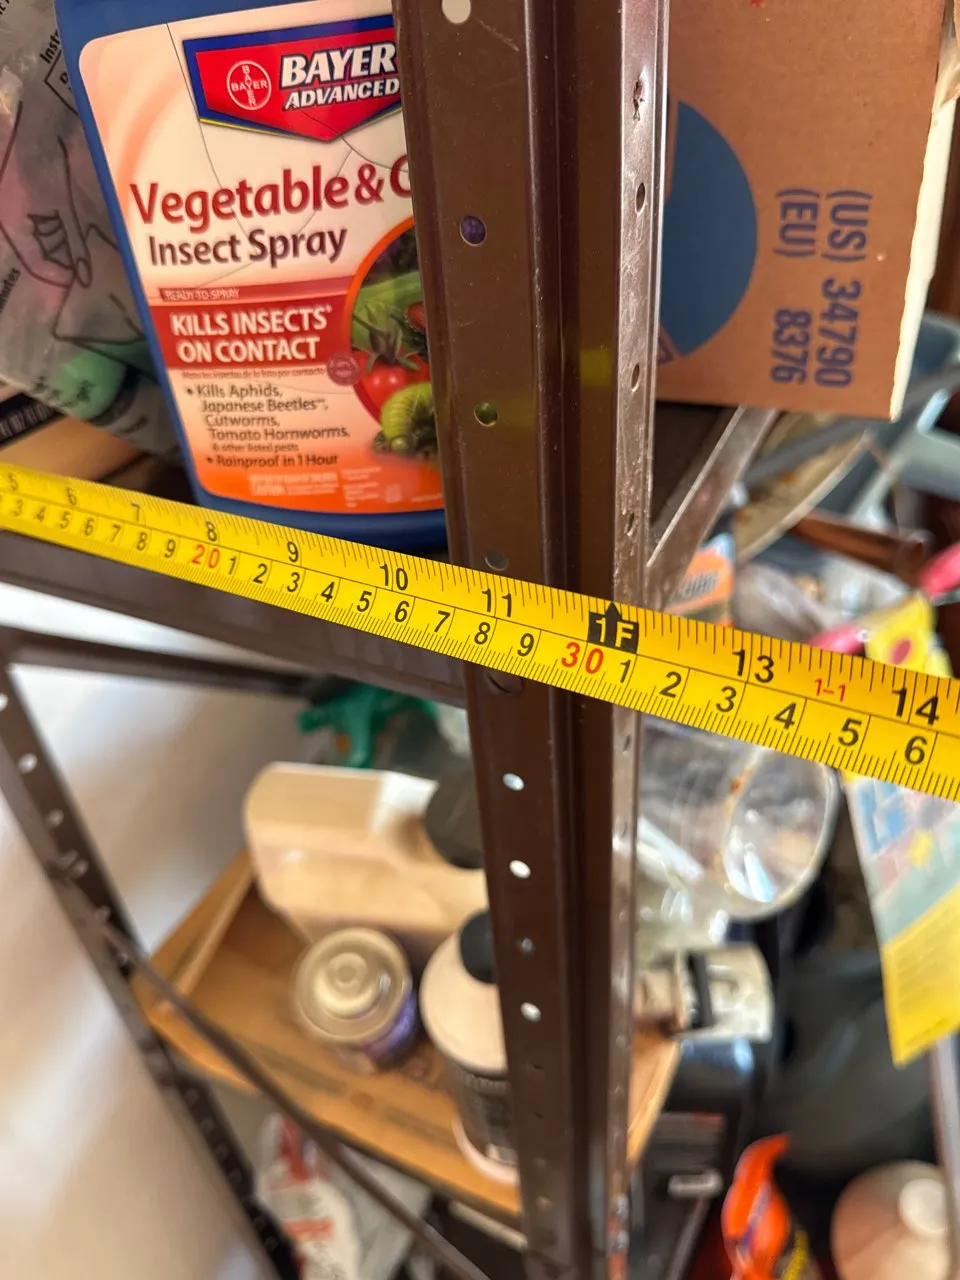 BAYER
BAYER
BAYER
ADVANCED
Vegetable &
Insect Spray
READY-TO-SPRAY
KILLS INSECTS*
ON CONTACT
• Kills Aphids,
Japanese Beetles**,
Cutworms,
Tomato Hornworms,
& other listed pests
• Rainproof in 1 Hour
(US) 34790
(EU) 8376
5 6 7 8 9 10 11 1F 13 1-1 14
3 4 5 6 7 8 9 20 1 2 3 4 5 6 7 8 9 30 1 2 3 4 5 6